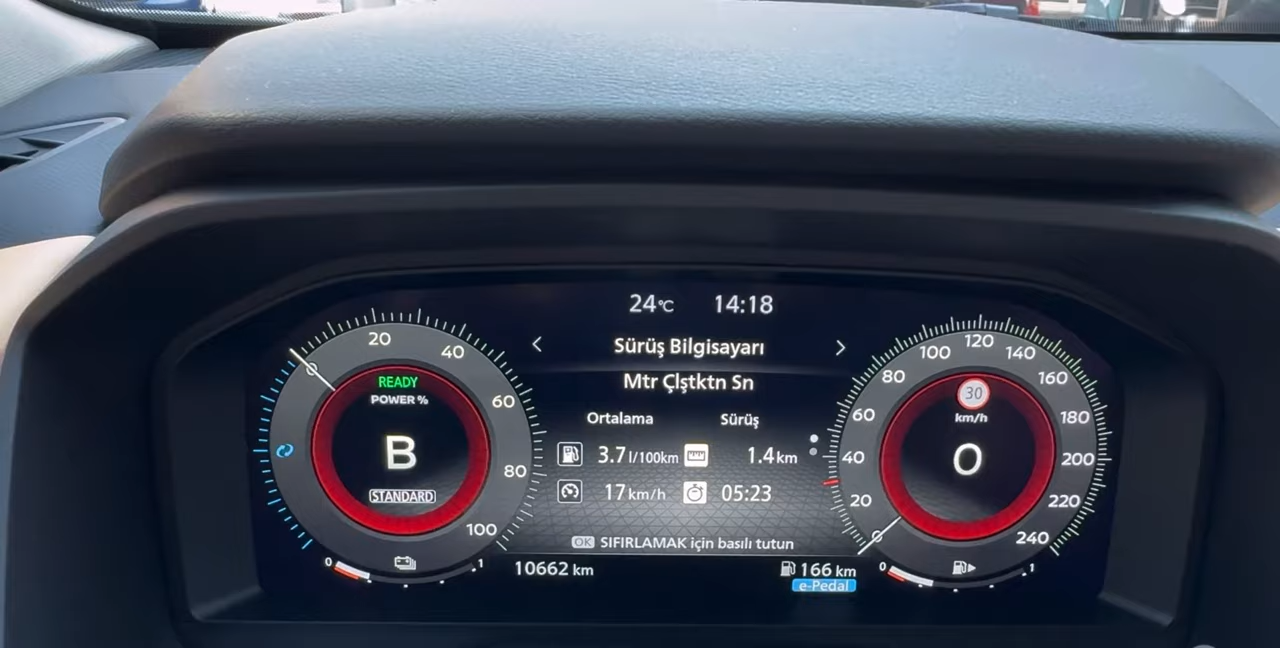 24°C 14:18
Sürüş Bilgisayarı
Mtr Çlştktn Sn
Ortalama Sürüş
3.7 l/100km 1.4 km
17 km/h 05:23
OK SIFIRLAMAK için basılı tutun
10662 km 166 km
e-Pedal
0 20 40 60 80 100
READY
POWER %
B
STANDARD
0 1
0 20 40 60 80 100 120 140 160 180 200 220 240
30
km/h
0
0 1